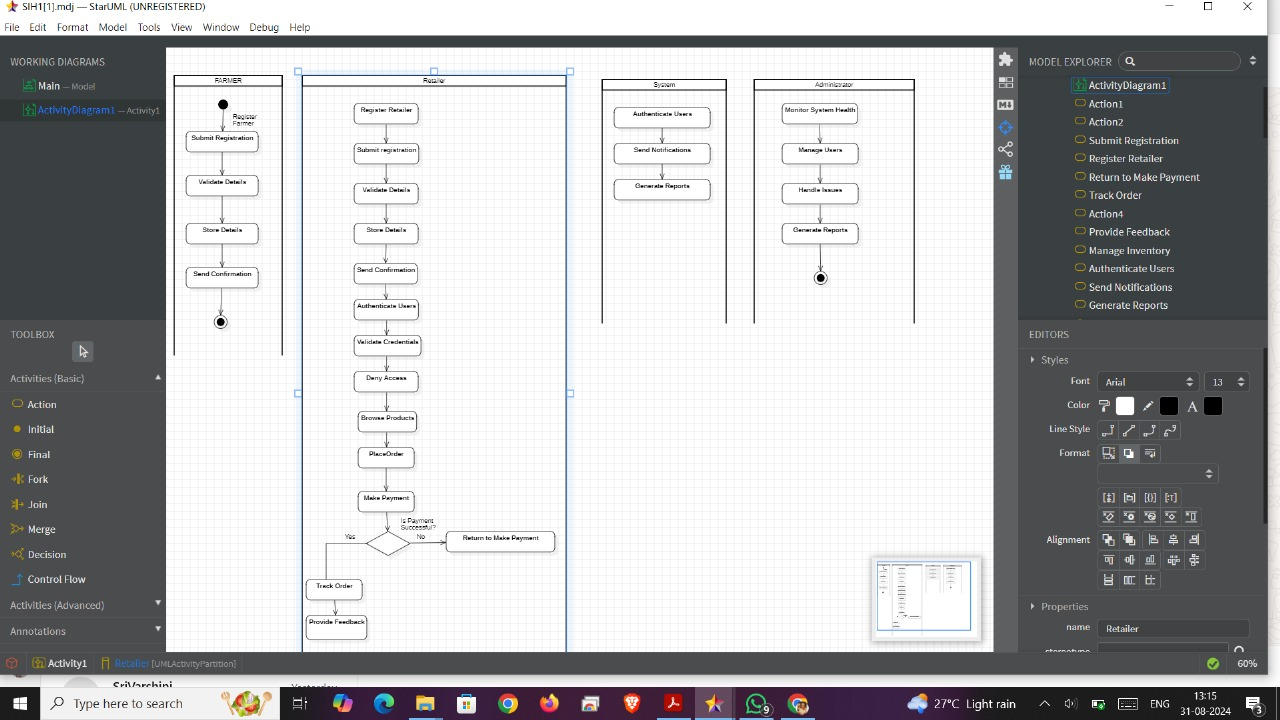 SIH1[1].mdj — StarUML (UNREGISTERED)
File Edit Format Model Tools View Window Debug Help
WORKING DIAGRAMS
Main — Model
ActivityDiagram1 — Activity1
TOOLBOX
Activities (Basic)
Action
Initial
Final
Fork
Join
Merge
Decision
Control Flow
Activities (Advanced)
Annotations
FARMER
Register
Farmer
Submit Registration
Validate Details
Store Details
Send Confirmation
Retailer
Register Retailer
Submit registration
Validate Details
Store Details
Send Confirmation
Authenticate Users
Validate Credentials
Deny Access
Browse Products
PlaceOrder
Make Payment
Is Payment
Successful?
Yes
No
Return to Make Payment
Track Order
Provide Feedback
System
Authenticate Users
Send Notifications
Generate Reports
Administrator
Monitor System Health
Manage Users
Handle Issues
Generate Reports
MODEL EXPLORER
ActivityDiagram1
Action1
Action2
Submit Registration
Register Retailer
Return to Make Payment
Track Order
Action4
Provide Feedback
Manage Inventory
Authenticate Users
Send Notifications
Generate Reports
EDITORS
Styles
Font Arial 13
Color A
Line Style
Format
Alignment
Properties
name Retailer
stereotype
Activity1 Retailer [UMLActivityPartition]
60%
SriVarshini Yesterday
Type here to search
9
27°C Light rain
ENG
13:15
31-08-2024
3